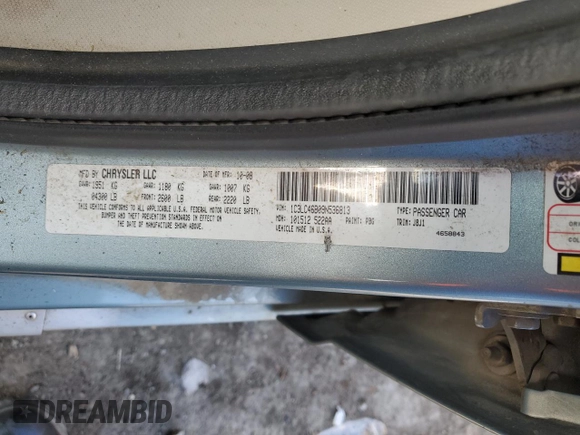 MFD BY CHRYSLER LLC DATE OF MFR: 10-08
GVWR: 1951 KG GAWR: 1180 KG GAWR: 1007 KG
04300 LB FRONT: 2600 LB REAR: 2220 LB
THIS VEHICLE CONFORMS TO ALL APPLICABLE U.S.A. FEDERAL MOTOR VEHICLE SAFETY,
BUMPER AND THEFT PREVENTION STANDARDS IN EFFECT ON THE DATE OF
MANUFACTURE SHOWN ABOVE.
VIN: 1C3LC46B09N536813 TYPE: PASSENGER CAR
MDH: 101512 522AA PAINT: PBG TRIM: JBJ1
VEHICLE MADE IN U.S.A.
4658843
DREAMBID